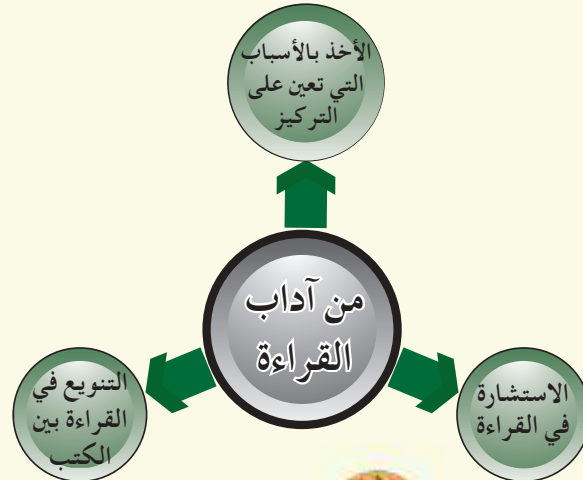 الأخذ بالأسباب
التي تعين على
التركيز
من آداب
القراءة
الاستشارة
في القراءة
التنويع في
القراءة بين
الكتب